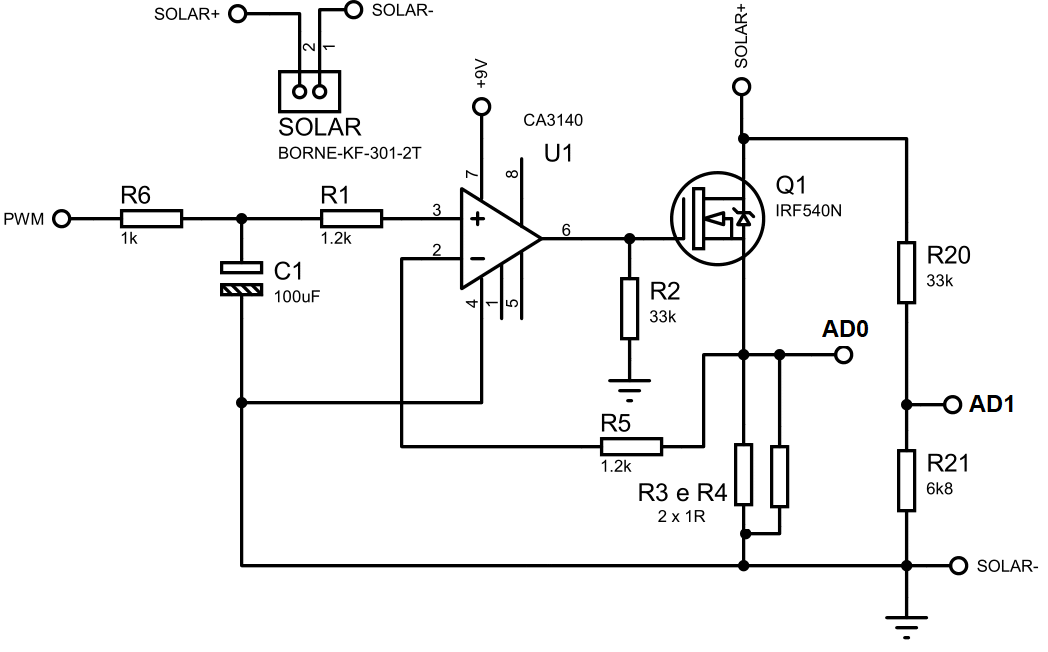 SOLAR+
SOLAR-
2
1
SOLAR
BORNE-KF-301-2T
+9V
CA3140
U1
SOLAR+
7
8
Q1
IRF540N
PWM
R6
1k
R1
1.2k
3
+
2
−
6
C1
100uF
4
1
5
R2
33k
R20
33k
AD0
AD1
R5
1.2k
R3 e R4
2 x 1R
R21
6k8
SOLAR-